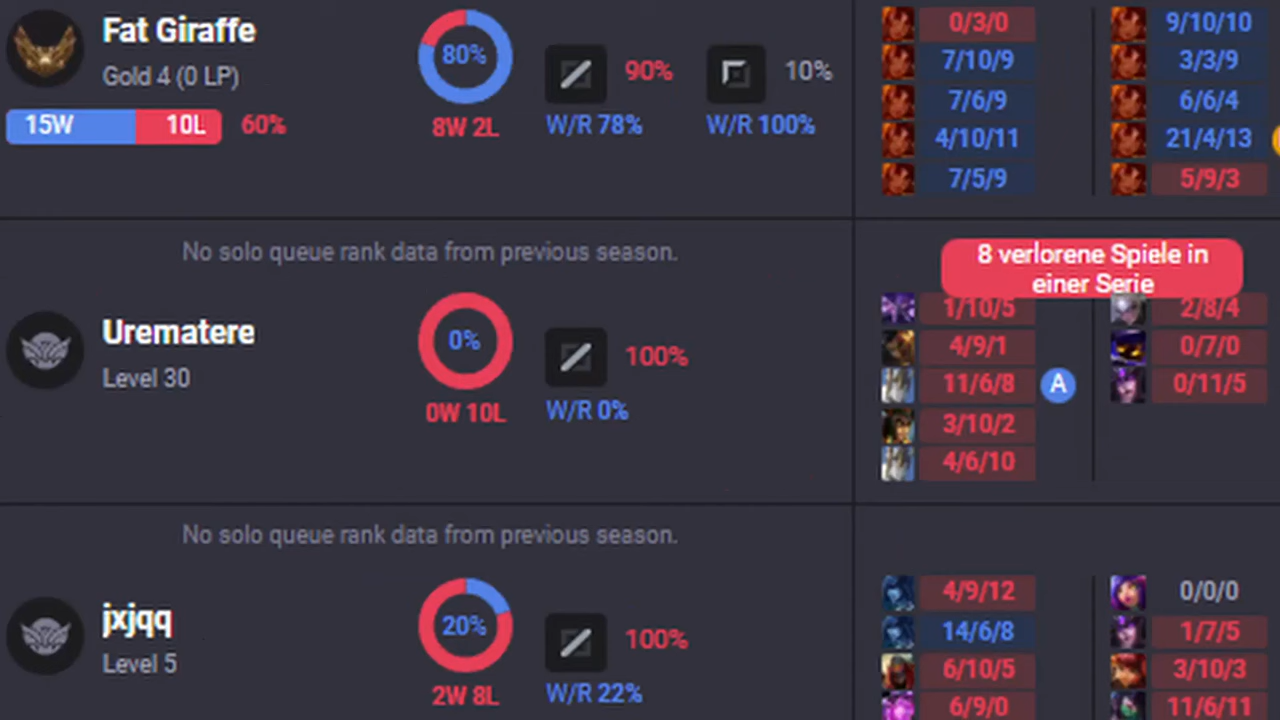 Fat Giraffe
Gold 4 (0 LP)
15W 10L 60%
80%
8W 2L
90%
W/R 78%
10%
W/R 100%
0/3/0 9/10/10
7/10/9 3/3/9
7/6/9 6/6/4
4/10/11 21/4/13
7/5/9 5/9/3
No solo queue rank data from previous season.
Urematere
Level 30
0%
0W 10L
100%
W/R 0%
8 verlorene Spiele in
einer Serie
1/10/5 2/8/4
4/9/1 0/7/0
11/6/8 A 0/11/5
3/10/2
4/6/10
No solo queue rank data from previous season.
jxjqq
Level 5
20%
2W 8L
100%
W/R 22%
4/9/12 0/0/0
14/6/8 1/7/5
6/10/5 3/10/3
6/9/0 11/6/11